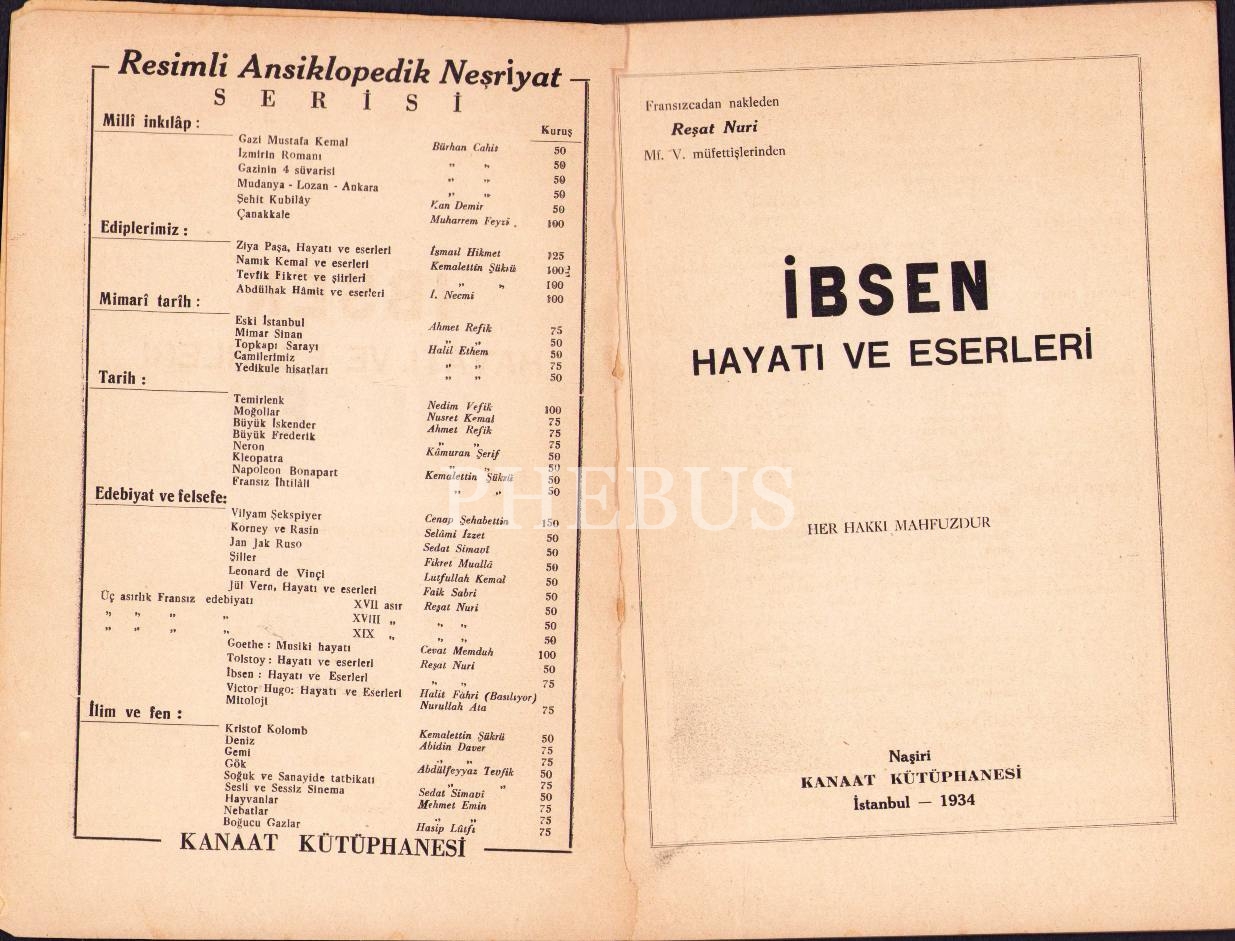 Resimli Ansiklopedik Neşriyat
SERİSİ
Millî inkılâp : Kuruş
Gazi Mustafa Kemal Bürhan Cahit 50
İzmirin Romanı „ „ 50
Gazinin 4 süvarisi „ „ 50
Mudanya - Lozan - Ankara „ „ 50
Şehit Kubilây Kan Demir 50
Çanakkale Muharrem Feyzi 100
Ediplerimiz :
Ziya Paşa, Hayatı ve eserleri İsmail Hikmet 125
Namık Kemal ve eserleri Kemalettin Şükrü 100
Tevfik Fikret ve şiirleri „ „ 100
Abdülhak Hâmit ve eserleri İ. Necmi 100
Mimarî tarih :
Eski İstanbul Ahmet Refik 75
Mimar Sinan „ „ 50
Topkapı Sarayı Halil Ethem 50
Camilerimiz „ „ 75
Yedikule hisarları „ „ 50
Tarih :
Temirlenk Nedim Vefik 100
Moğollar Nusret Kemal 75
Büyük İskender Ahmet Refik 75
Büyük Frederik „ „ 75
Neron Kâmuran Şerif 50
Kleopatra „ „ 50
Napoleon Bonapart Kemalettin Şükrü 50
Fransız İhtilâli „ „ 50
Edebiyat ve felsefe:
Vilyam Şekspiyer Cenap Şehabettin 150
Korney ve Rasin Selâmi İzzet 50
Jan Jak Ruso Sedat Simavî 50
Şiller Fikret Muallâ 50
Leonard de Vinçi Lutfullah Kemal 50
Jül Vern, Hayatı ve eserleri Faik Sabri 50
Üç asırlık Fransız edebiyatı XVII asır Reşat Nuri 50
„ „ „ „ XVIII „ „ „ 50
„ „ „ „ XIX „ „ „ 50
Goethe : Musiki hayatı Cevat Memduh 100
Tolstoy : Hayatı ve eserleri Reşat Nuri 50
İbsen : Hayatı ve Eserleri „ „ 75
Victor Hugo: Hayatı ve Eserleri Halit Fahri (Basılıyor)
Mitoloji Nurullah Ata 75
İlim ve fen :
Kristof Kolomb Kemalettin Şükrü 50
Deniz Abidin Daver 75
Gemi „ „ 75
Gök Abdülfeyyaz Tevfik 50
Soğuk ve Sanayide tatbikatı „ „ 75
Sesli ve Sessiz Sinema Sedat Simavî 50
Hayvanlar Mehmet Emin 75
Nebatlar „ „ 75
Boğucu Gazlar Hasip Lûtfi 75
KANAAT KÜTÜPHANESİ
Fransızcadan nakleden
Reşat Nuri
Mf. V. müfettişlerinden
İBSEN
HAYATI VE ESERLERİ
HER HAKKI MAHFUZDUR
Naşiri
KANAAT KÜTÜPHANESİ
İstanbul — 1934
PHEBUS